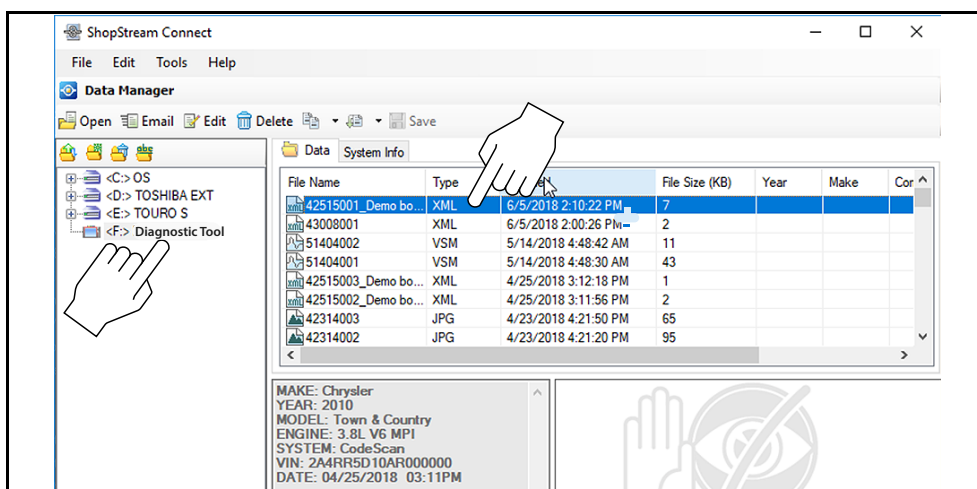 ShopStream Connect
File Edit Tools Help
Data Manager
Open Email Edit Delete Save
abc
Data System Info
<C:> OS
<D:> TOSHIBA EXT
<E:> TOURO S
<F:> Diagnostic Tool
File Name Type File Size (KB) Year Make
xml 42515001_Demo bo... XML 6/5/2018 2:10:22 PM 7
xml 43008001 XML 6/5/2018 2:00:26 PM 2
51404002 VSM 5/14/2018 4:48:42 AM 11
51404001 VSM 5/14/2018 4:48:30 AM 43
xml 42515003_Demo bo... XML 4/25/2018 3:12:18 PM 1
xml 42515002_Demo bo... XML 4/25/2018 3:11:56 PM 2
42314003 JPG 4/23/2018 4:21:50 PM 65
42314002 JPG 4/23/2018 4:21:20 PM 95
MAKE: Chrysler
YEAR: 2010
MODEL: Town & Country
ENGINE: 3.8L V6 MPI
SYSTEM: CodeScan
VIN: 2A4RR5D10AR000000
DATE: 04/25/2018 03:11PM